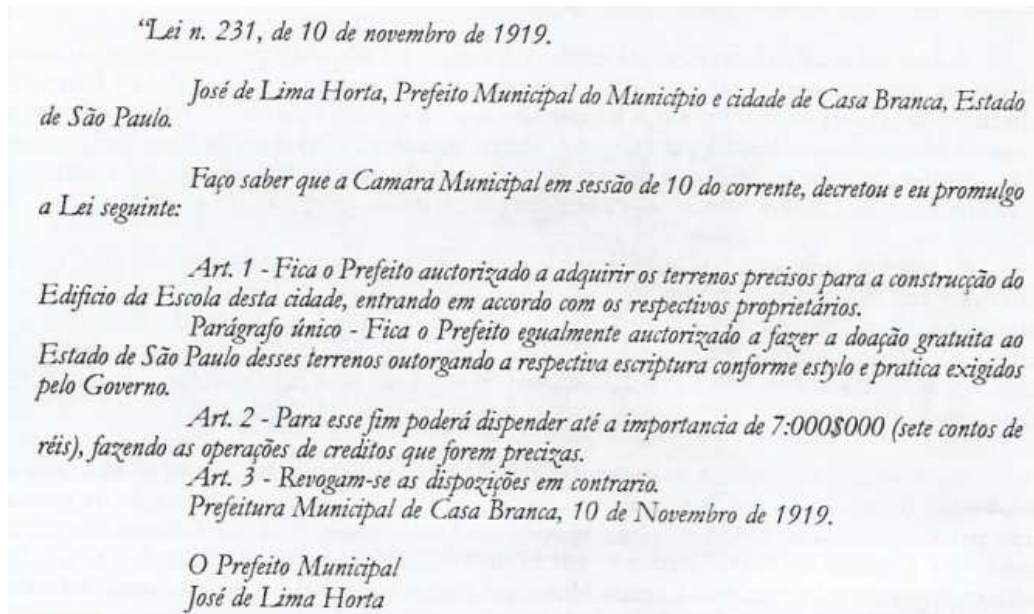 “Lei n. 231, de 10 de novembro de 1919.
José de Lima Horta, Prefeito Municipal do Município e cidade de Casa Branca, Estado
de São Paulo.
Faço saber que a Camara Municipal em sessão de 10 do corrente, decretou e eu promulgo
a Lei seguinte:
Art. 1 - Fica o Prefeito auctorizado a adquirir os terrenos precisos para a construcção do
Edificio da Escola desta cidade, entrando em accordo com os respectivos proprietários.
Parágrafo único - Fica o Prefeito egualmente auctorizado a fazer a doação gratuita ao
Estado de São Paulo desses terrenos outorgando a respectiva escriptura conforme estylo e pratica exigidos
pelo Governo.
Art. 2 - Para esse fim poderá dispender até a importancia de 7:000$000 (sete contos de
réis), fazendo as operações de creditos que forem precizas.
Art. 3 - Revogam-se as dispozições em contrario.
Prefeitura Municipal de Casa Branca, 10 de Novembro de 1919.
O Prefeito Municipal
José de Lima Horta